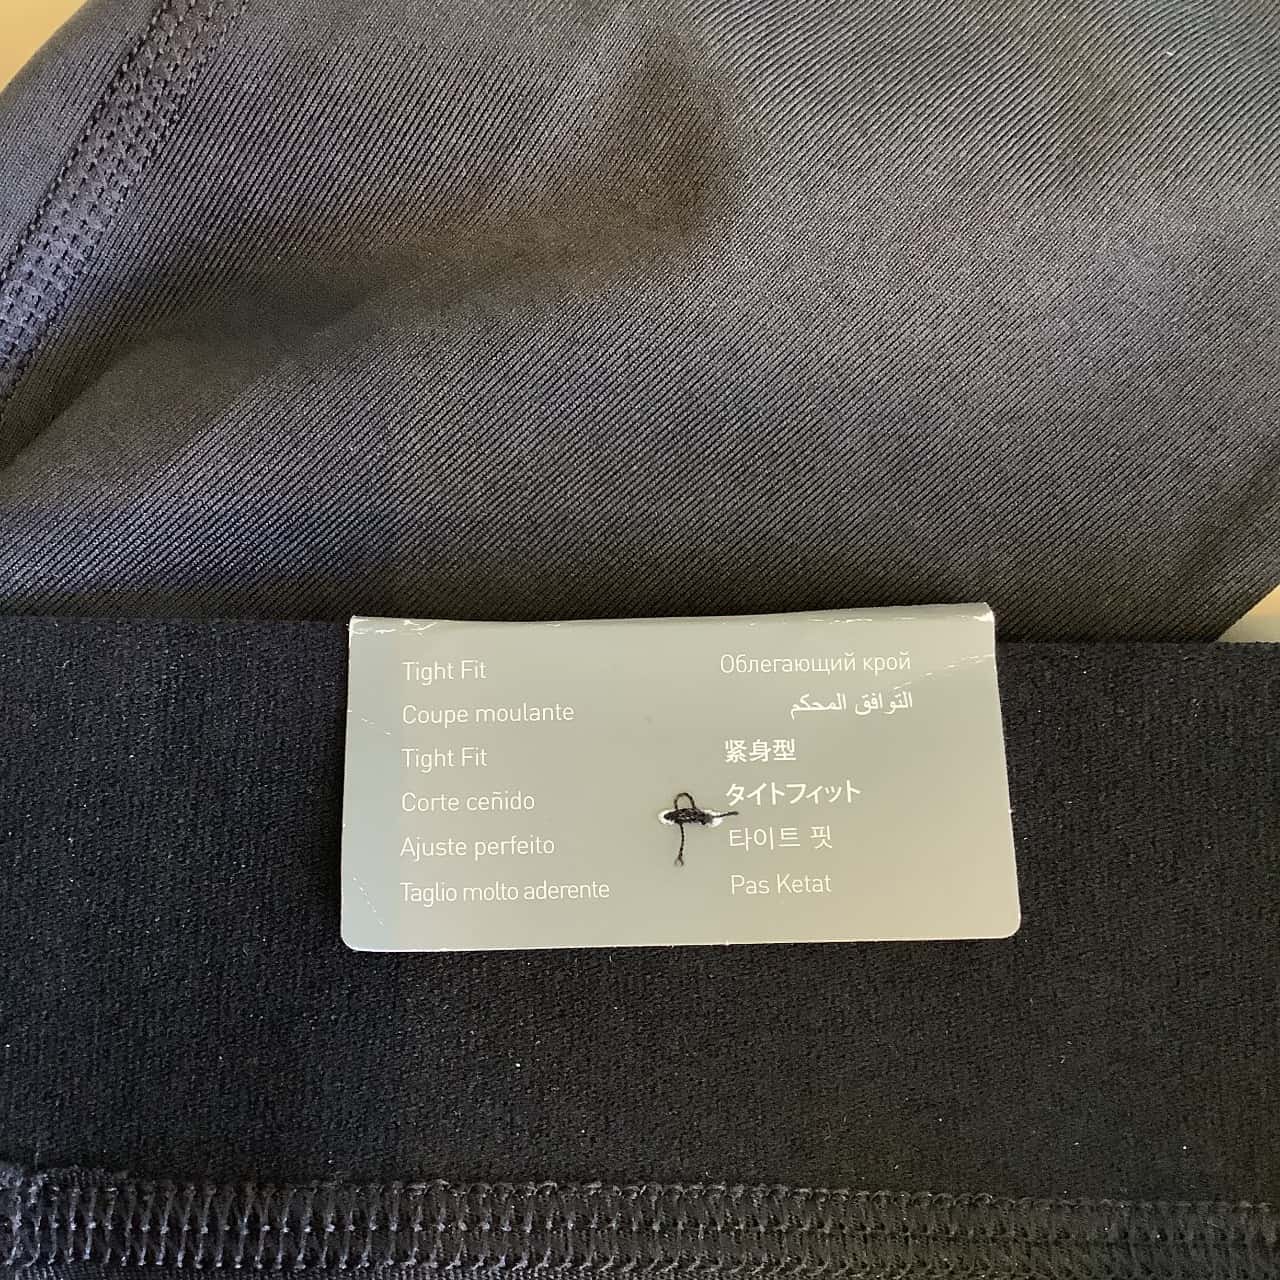 Tight Fit
Coupe moulante
Tight Fit
Corte ceñido
Ajuste perfeito
Taglio molto aderente
Облегающий крой
التوافق المحكم
紧身型
タイトフィット
타이트 핏
Pas Ketat